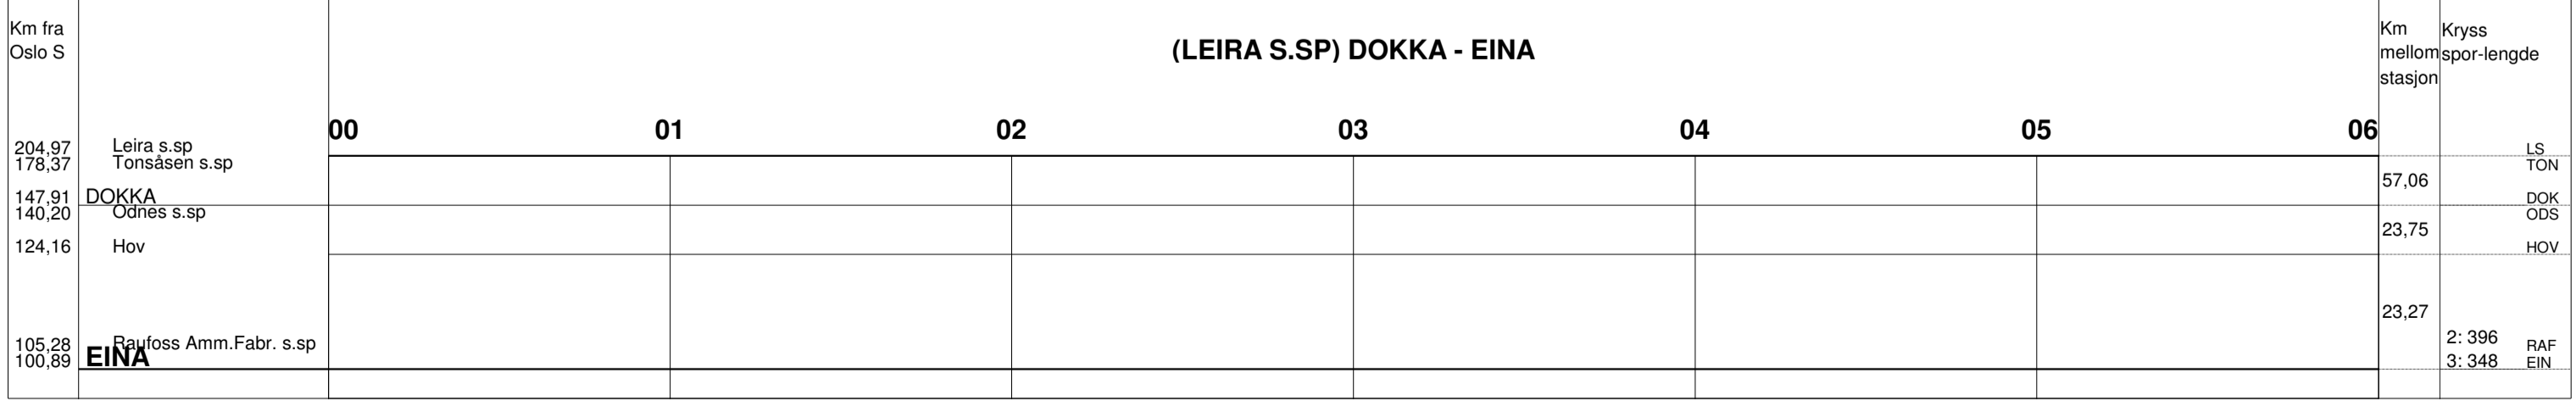 Km fra
Oslo S
(LEIRA S.SP) DOKKA - EINA
Km
mellom
stasjon
Kryss
spor-lengde
00 01 02 03 04 05 06
204,97 Leira s.sp LS
178,37 Tonsåsen s.sp TON
57,06
147,91 DOKKA DOK
140,20 Odnes s.sp ODS
23,75
124,16 Hov HOV
23,27
2: 396
105,28 Raufoss Amm.Fabr. s.sp RAF
100,89 EINA 3: 348 EIN